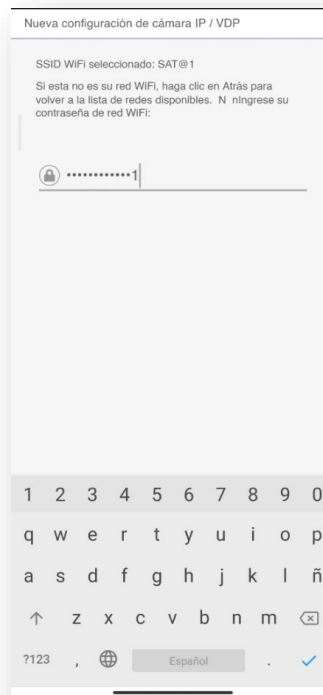 Nueva configuración de cámara IP / VDP
SSID WiFi seleccionado: SAT@1
Si esta no es su red WiFi, haga clic en Atrás para
volver a la lista de redes disponibles. N nIngrese su
contraseña de red WiFi:
••••••••••••1
1 2 3 4 5 6 7 8 9 0
q w e r t y u i o p
a s d f g h j k l ñ
z x c v b n m
?123 , Español .